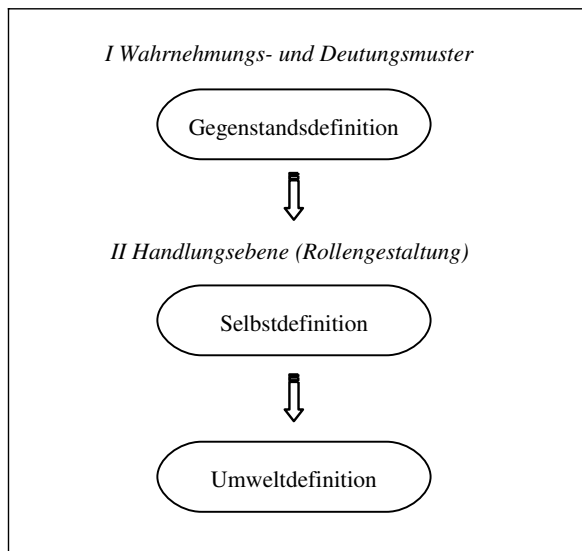 I Wahrnehmungs- und Deutungsmuster
Gegenstandsdefinition
II Handlungsebene (Rollengestaltung)
Selbstdefinition
Umweltdefinition